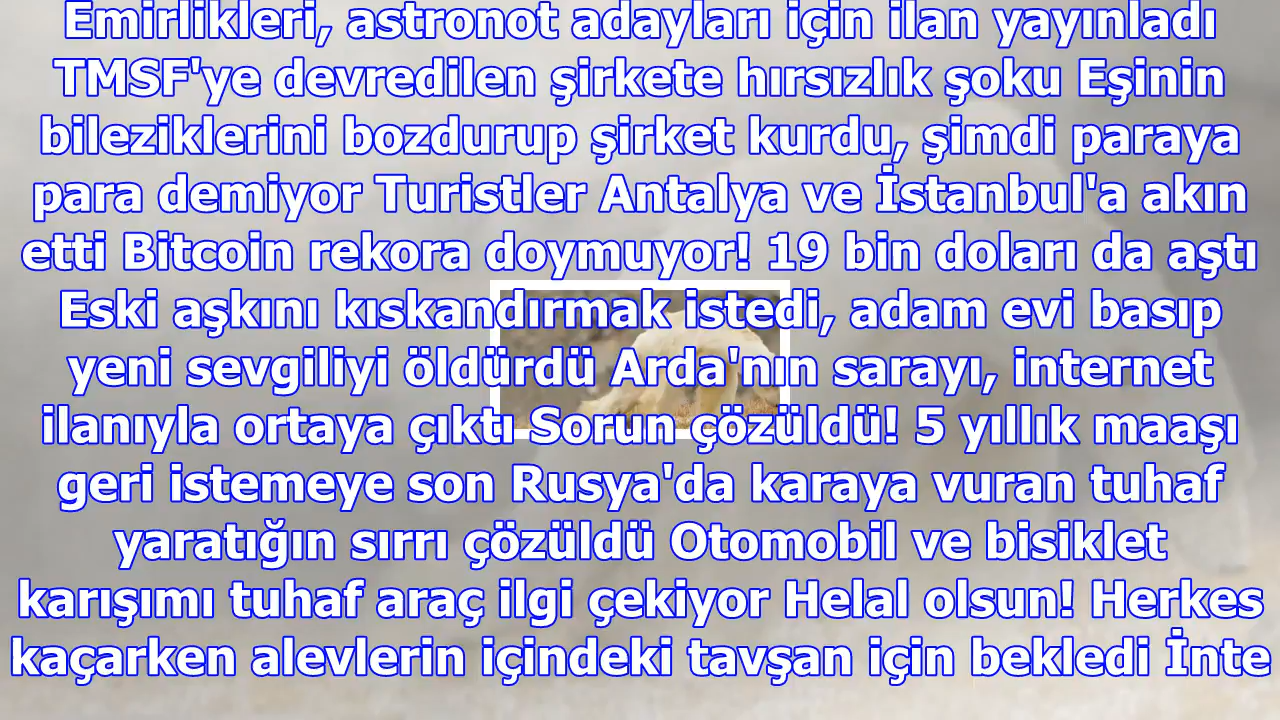 Emirlikleri, astronot adayları için ilan yayınladı
TMSF'ye devredilen şirkete hırsızlık şoku Eşinin
bileziklerini bozdurup şirket kurdu, şimdi paraya
para demiyor Turistler Antalya ve İstanbul'a akın
etti Bitcoin rekora doymuyor! 19 bin doları da aştı
Eski aşkını kıskandırmak istedi, adam evi basıp
yeni sevgiliyi öldürdü Arda'nın sarayı, internet
ilanıyla ortaya çıktı Sorun çözüldü! 5 yıllık maaşı
geri istemeye son Rusya'da karaya vuran tuhaf
yaratığın sırrı çözüldü Otomobil ve bisiklet
karışımı tuhaf araç ilgi çekiyor Helal olsun! Herkes
kaçarken alevlerin içindeki tavşan için bekledi İnte